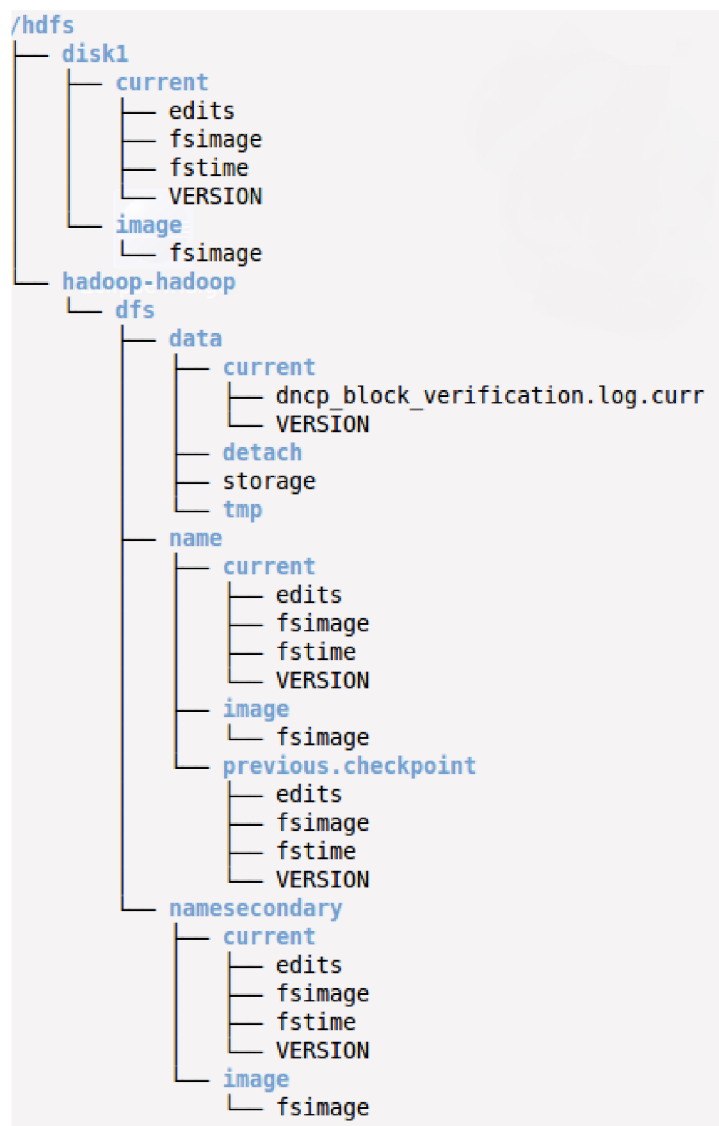 /hdfs
├── disk1
│   ├── current
│   │   ├── edits
│   │   ├── fsimage
│   │   ├── fstime
│   │   └── VERSION
│   └── image
│       └── fsimage
└── hadoop-hadoop
    └── dfs
        ├── data
        │   ├── current
        │   │   ├── dncp_block_verification.log.curr
        │   │   └── VERSION
        │   ├── detach
        │   ├── storage
        │   └── tmp
        ├── name
        │   ├── current
        │   │   ├── edits
        │   │   ├── fsimage
        │   │   ├── fstime
        │   │   └── VERSION
        │   ├── image
        │   │   └── fsimage
        │   └── previous.checkpoint
        │       ├── edits
        │       ├── fsimage
        │       ├── fstime
        │       └── VERSION
        └── namesecondary
            ├── current
            │   ├── edits
            │   ├── fsimage
            │   ├── fstime
            │   └── VERSION
            └── image
                └── fsimage